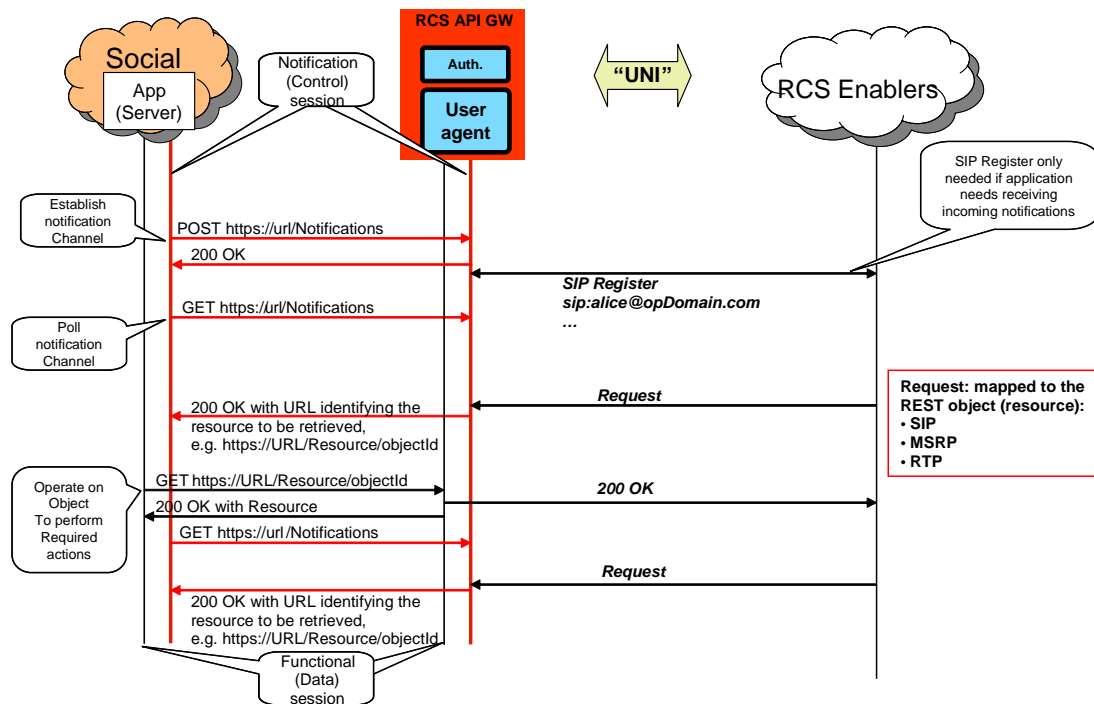 RCS API GW
Social
App
(Server)
Notification
(Control)
session
Auth.
User
agent
“UNI”
RCS Enablers
SIP Register only
needed if application
needs receiving
incoming notifications
Establish
notification
Channel
POST https://url/Notifications
200 OK
SIP Register
sip:alice@opDomain.com
…
GET https://url/Notifications
Poll
notification
Channel
Request
200 OK with URL identifying the
resource to be retrieved,
e.g. https://URL/Resource/objectId
Request: mapped to the
REST object (resource):
• SIP
• MSRP
• RTP
Operate on
Object
To perform
Required
actions
GET https://URL/Resource/objectId
200 OK
200 OK with Resource
GET https://url/Notifications
Request
200 OK with URL identifying the
resource to be retrieved,
e.g. https://URL/Resource/objectId
Functional
(Data)
session